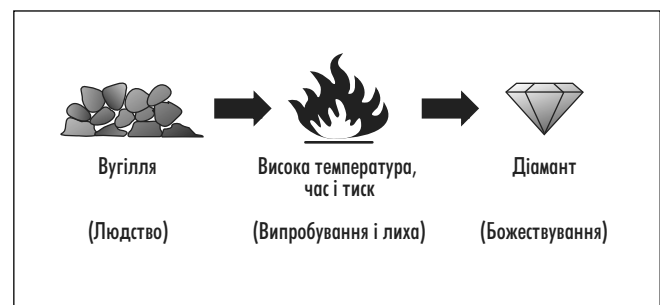 Вугілля
Висока температура,
час і тиск
Діамант
(Людство)
(Випробування і лиха)
(Божествування)